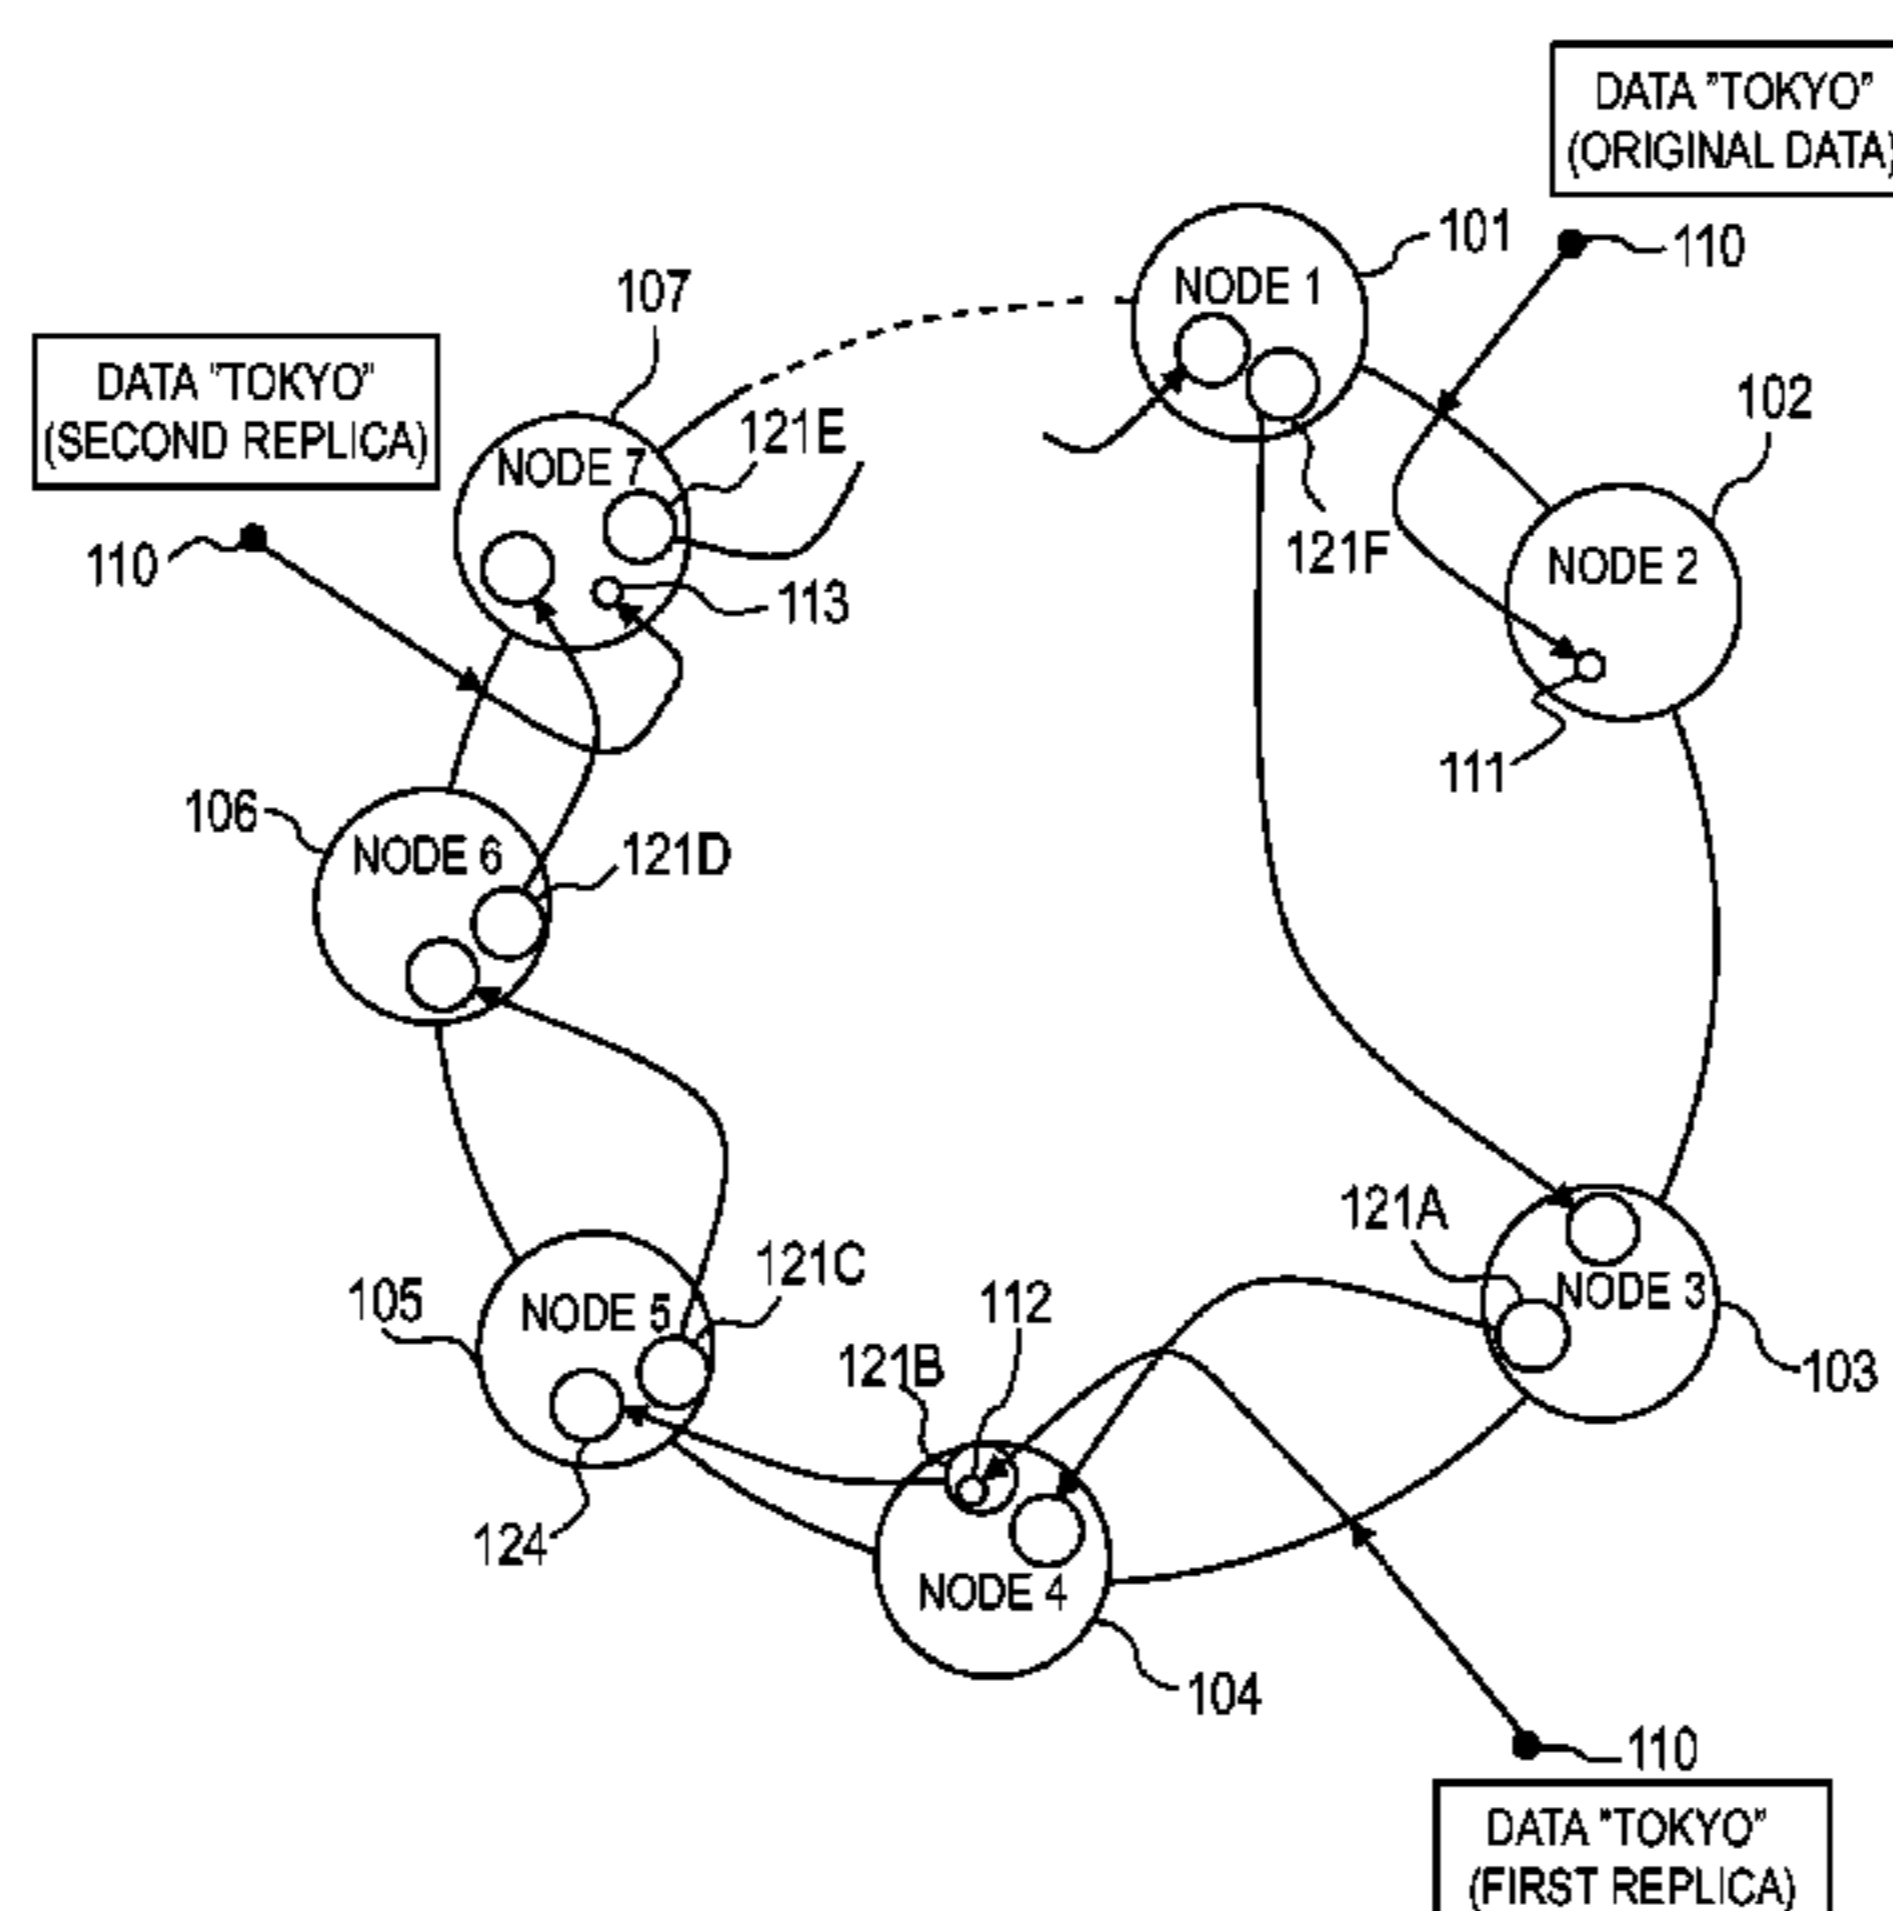 DATA "TOKYO"
(ORIGINAL DATA)
101
110
NODE 1
107
DATA "TOKYO"
(SECOND REPLICA)
102
121E
NODE 7
110
121F
NODE 2
113
111
106
NODE 6
121D
121A
121C
105
NODE 5
112
NODE 3
121B
103
124
NODE 4
104
110
DATA "TOKYO"
(FIRST REPLICA)